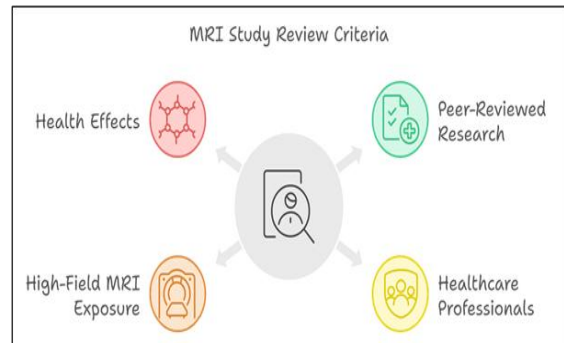 MRI Study Review Criteria
Health Effects
Peer-Reviewed
Research
High-Field MRI
Exposure
Healthcare
Professionals